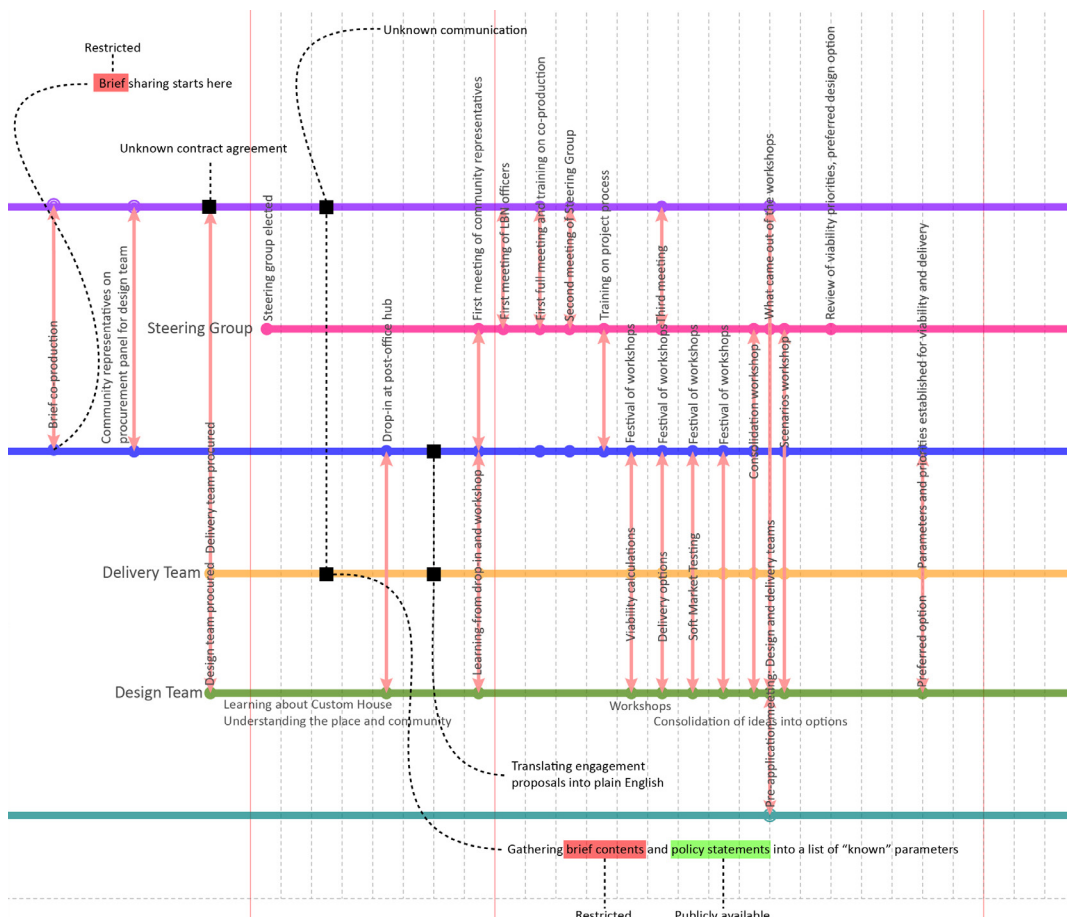 Unknown communication
Restricted
Brief sharing starts here
Unknown contract agreement
Steering group elected
First meeting of community representatives
First meeting of LBN officers
First full meeting and training on co-production
Second meeting of Steering Group
Training on project process
Third meeting
What came out of the workshops
Review of viability priorities, preferred design option
Steering Group
Brief co-production
Community representatives on
procurement panel for design team
Drop-in at post-office hub
Festival of workshops
Festival of workshops
Festival of workshops
Festival of workshops
Consolidation workshop
Scenarios workshop
Parameters and priorities established for viability and delivery
Delivery team procured
Design team procured
Learning from drop-in and workshop
Viability calculations
Delivery options
Soft Market Testing
Pre-application meeting: Design and delivery teams
Preferred option
Delivery Team
Design Team
Learning about Custom House
Understanding the place and community
Workshops
Consolidation of ideas into options
Translating engagement
proposals into plain English
Gathering brief contents and policy statements into a list of “known” parameters
Restricted
Publicly available